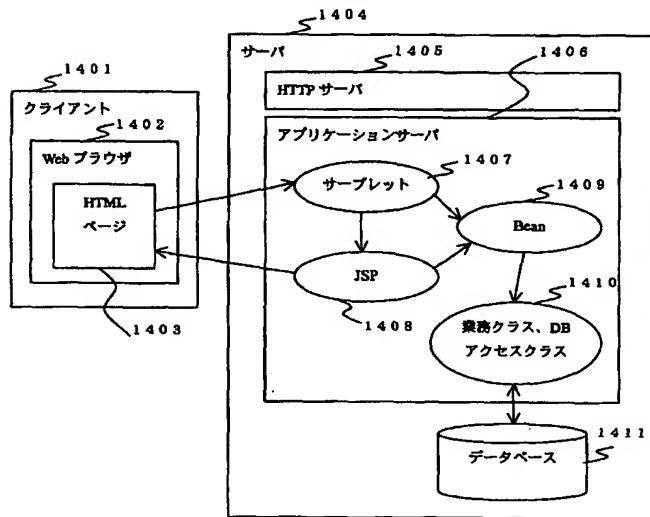 1404
サーバ
1405
1406
HTTP サーバ
1401
クライアント
1402
Web ブラウザ
HTML
ページ
1403
アプリケーションサーバ
1407
サーブレット
1409
Bean
JSP
1408
1410
業務クラス、DB
アクセスクラス
1411
データベース